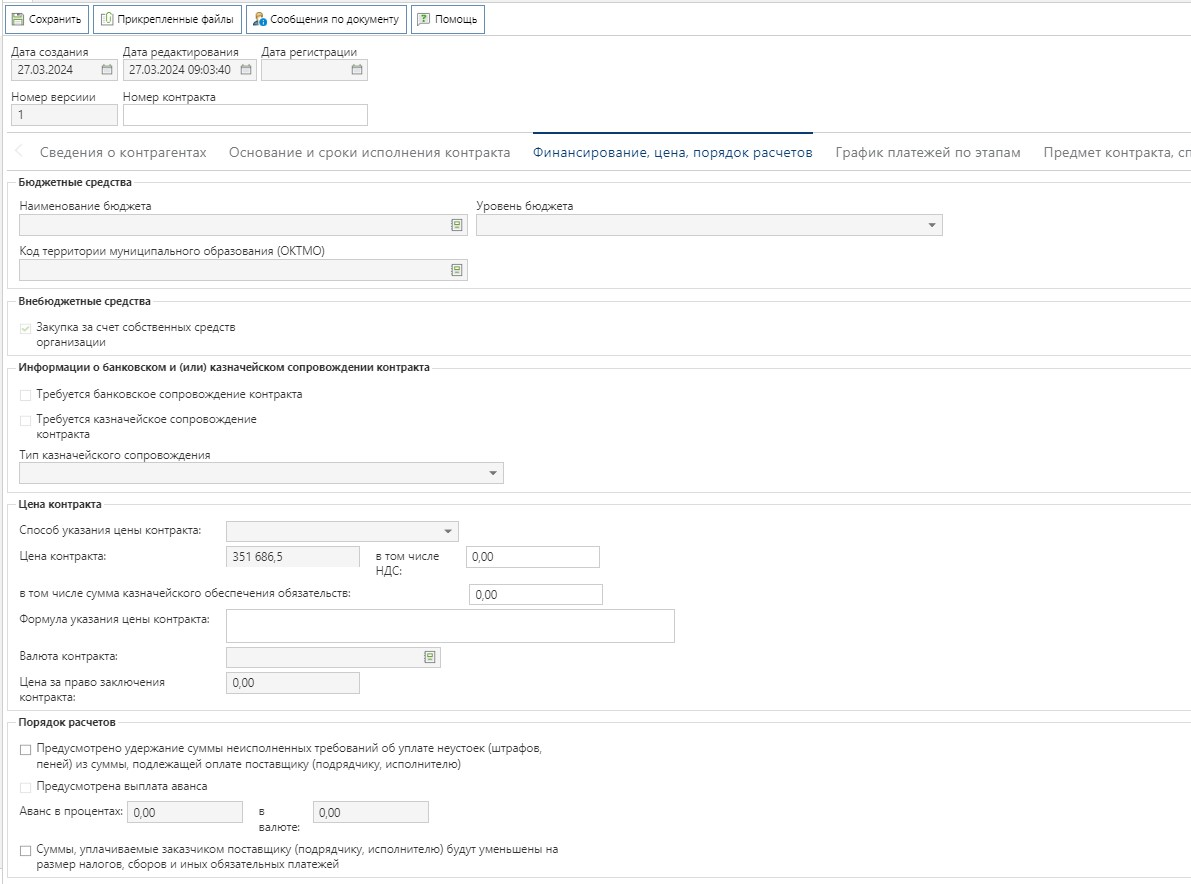 Сохранить Прикрепленные файлы Сообщения по документу Помощь
Дата создания Дата редактирования Дата регистрации
27.03.2024 27.03.2024 09:03:40
Номер версиии Номер контракта
1
Сведения о контрагентах Основание и сроки исполнения контракта Финансирование, цена, порядок расчетов График платежей по этапам Предмет контракта, сп
Бюджетные средства
Наименование бюджета Уровень бюджета
Код территории муниципального образования (ОКТМО)
Внебюджетные средства
Закупка за счет собственных средств
организации
Информации о банковском и (или) казначейском сопровождении контракта
Требуется банковское сопровождение контракта
Требуется казначейское сопровождение
контракта
Тип казначейского сопровождения
Цена контракта
Способ указания цены контракта:
Цена контракта: 351 686,5 в том числе 0,00
НДС:
в том числе сумма казначейского обеспечения обязательств: 0,00
Формула указания цены контракта:
Валюта контракта:
Цена за право заключения 0,00
контракта:
Порядок расчетов
Предусмотрено удержание суммы неисполненных требований об уплате неустоек (штрафов,
пеней) из суммы, подлежащей оплате поставщику (подрядчику, исполнителю)
Предусмотрена выплата аванса
Аванс в процентах: 0,00 в 0,00
валюте:
Суммы, уплачиваемые заказчиком поставщику (подрядчику, исполнителю) будут уменьшены на
размер налогов, сборов и иных обязательных платежей